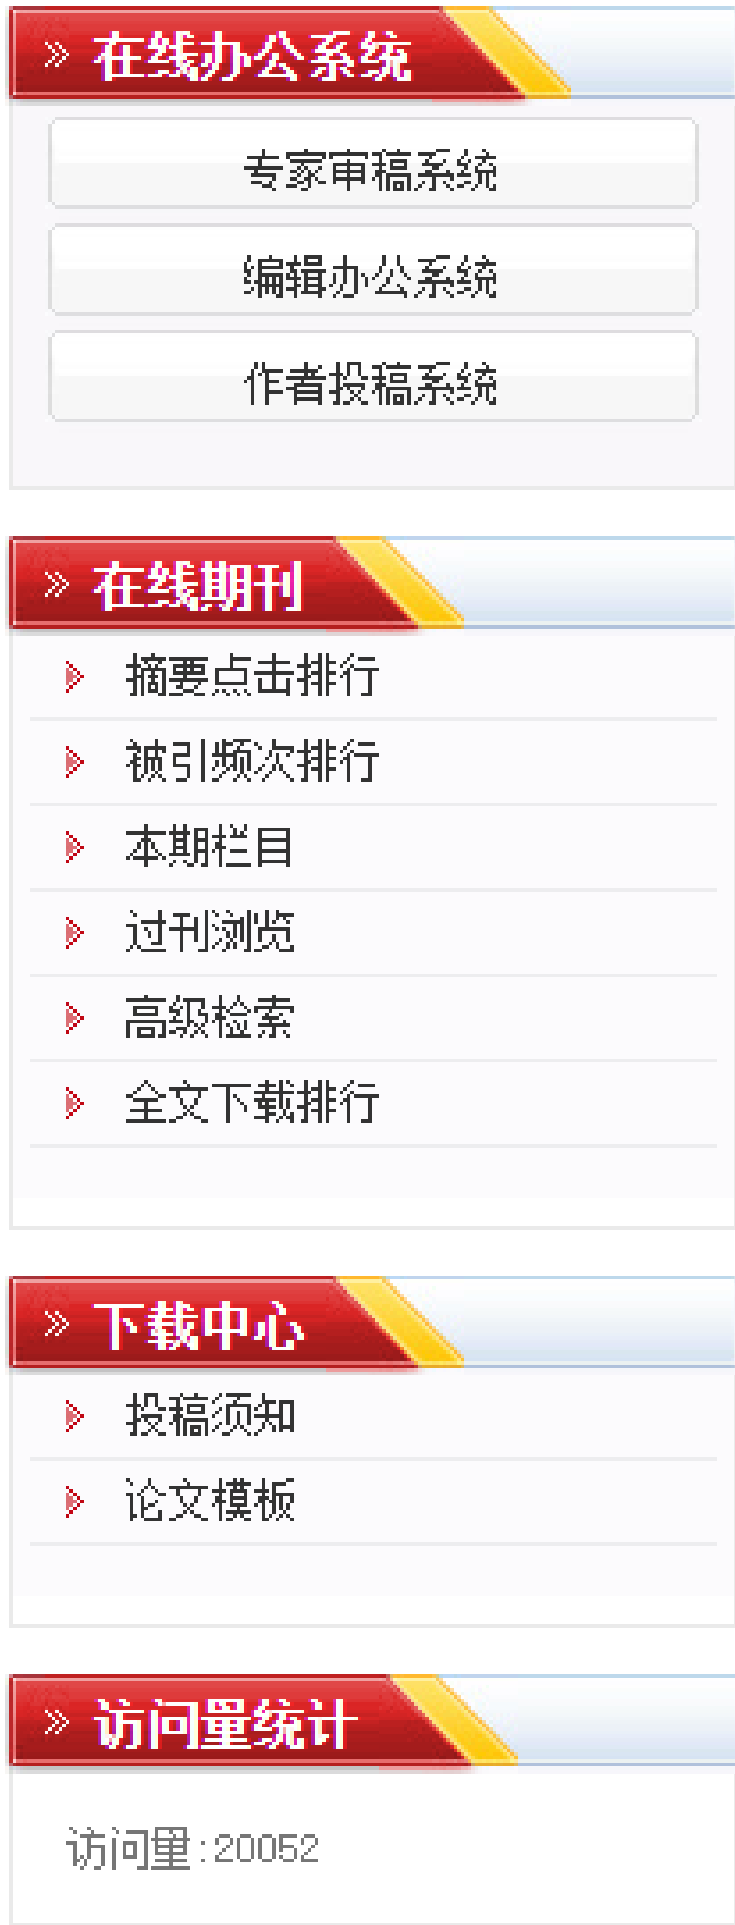 » 在线办公系统
专家审稿系统
编辑办公系统
作者投稿系统
» 在线期刊
摘要点击排行
被引频次排行
本期栏目
过刊浏览
高级检索
全文下载排行
» 下载中心
投稿须知
论文模板
» 访问量统计
访问量:20052